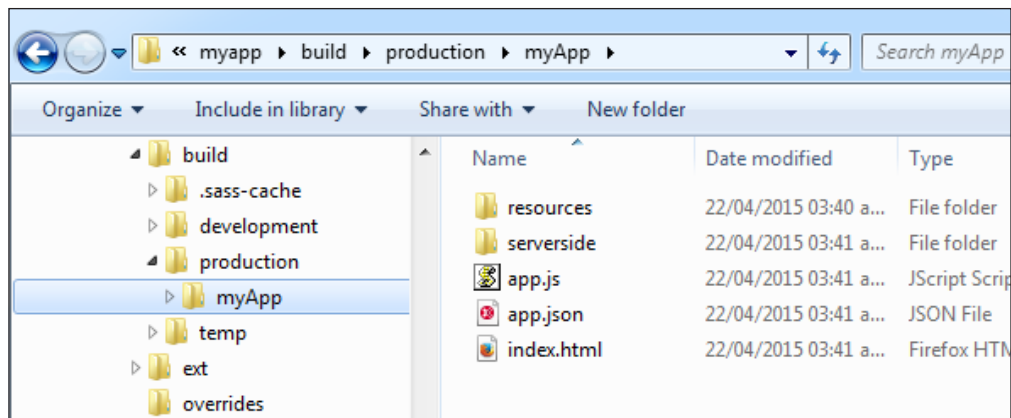 « myapp ▸ build ▸ production ▸ myApp ▸ Search myApp
Organize Include in library Share with New folder
build
.sass-cache
development
production
myApp
temp
ext
overrides
Name Date modified Type
resources 22/04/2015 03:40 a... File folder
serverside 22/04/2015 03:41 a... File folder
app.js 22/04/2015 03:41 a... JScript Scrip
app.json 22/04/2015 03:41 a... JSON File
index.html 22/04/2015 03:41 a... Firefox HTM